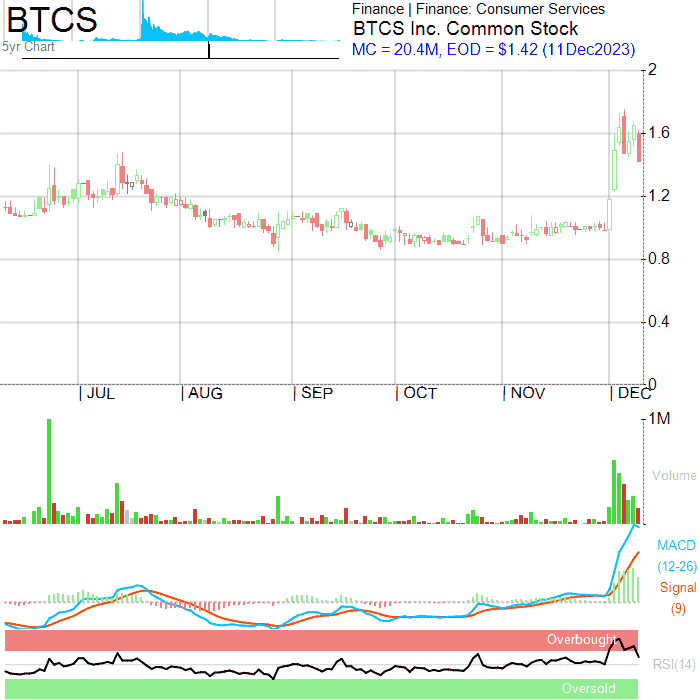 BTCS
5yr Chart
Finance | Finance: Consumer Services
BTCS Inc. Common Stock
MC = 20.4M, EOD = $1.42 (11Dec2023)
2
1.6
1.2
0.8
0.4
0
| JUL | AUG | SEP | OCT | NOV | DEC
1M
Volume
MACD
(12-26)
Signal
(9)
Overbought
RSI(14)
Oversold